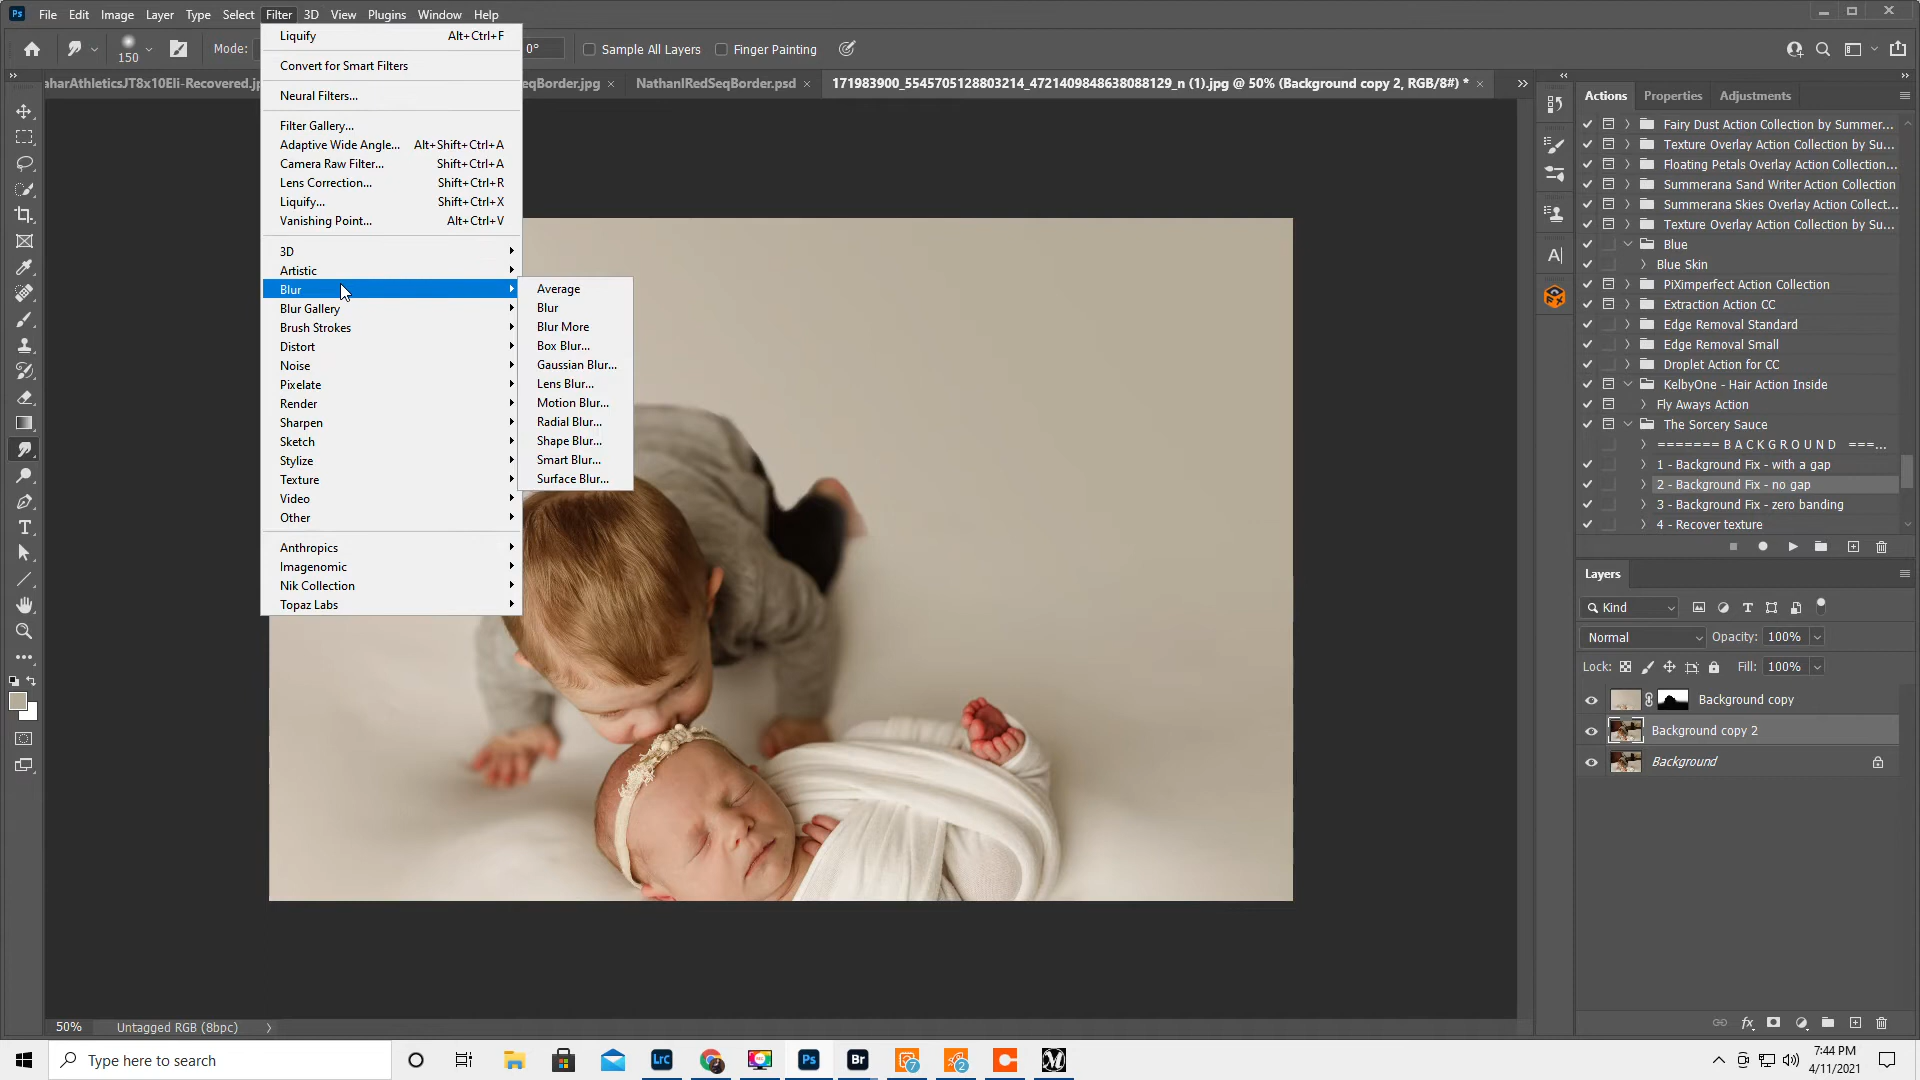 Ps File Edit Image Layer Type Select Filter 3D View Plugins Window Help
150 Mode: 0° Sample All Layers Finger Painting
aharAthleticsJT8x10Eli-Recovered.jp eqBorder.jpg × NathanIRedSeqBorder.psd × 171983900_5545705128803214_4721409848638088129_n (1).jpg @ 50% (Background copy 2, RGB/8#) * ×
Liquify Alt+Ctrl+F
Convert for Smart Filters
Neural Filters...
Filter Gallery...
Adaptive Wide Angle... Alt+Shift+Ctrl+A
Camera Raw Filter... Shift+Ctrl+A
Lens Correction... Shift+Ctrl+R
Liquify... Shift+Ctrl+X
Vanishing Point... Alt+Ctrl+V
3D
Artistic
Blur
Blur Gallery
Brush Strokes
Distort
Noise
Pixelate
Render
Sharpen
Sketch
Stylize
Texture
Video
Other
Anthropics
Imagenomic
Nik Collection
Topaz Labs
Average
Blur
Blur More
Box Blur...
Gaussian Blur...
Lens Blur...
Motion Blur...
Radial Blur...
Shape Blur...
Smart Blur...
Surface Blur...
Actions Properties Adjustments
Fairy Dust Action Collection by Summer...
Texture Overlay Action Collection by Su...
Floating Petals Overlay Action Collection...
Summerana Sand Writer Action Collection
Summerana Skies Overlay Action Collect...
Texture Overlay Action Collection by Su...
Blue
Blue Skin
PiXimperfect Action Collection
Extraction Action CC
Edge Removal Standard
Edge Removal Small
Droplet Action for CC
KelbyOne - Hair Action Inside
Fly Aways Action
The Sorcery Sauce
======= B A C K G R O U N D ===...
1 - Background Fix - with a gap
2 - Background Fix - no gap
3 - Background Fix - zero banding
4 - Recover texture
Layers
Kind
Normal Opacity: 100%
Lock: Fill: 100%
Background copy
Background copy 2
Background
50% Untagged RGB (8bpc)
Type here to search
Lrc Ps Br 7 2
7:44 PM
4/11/2021